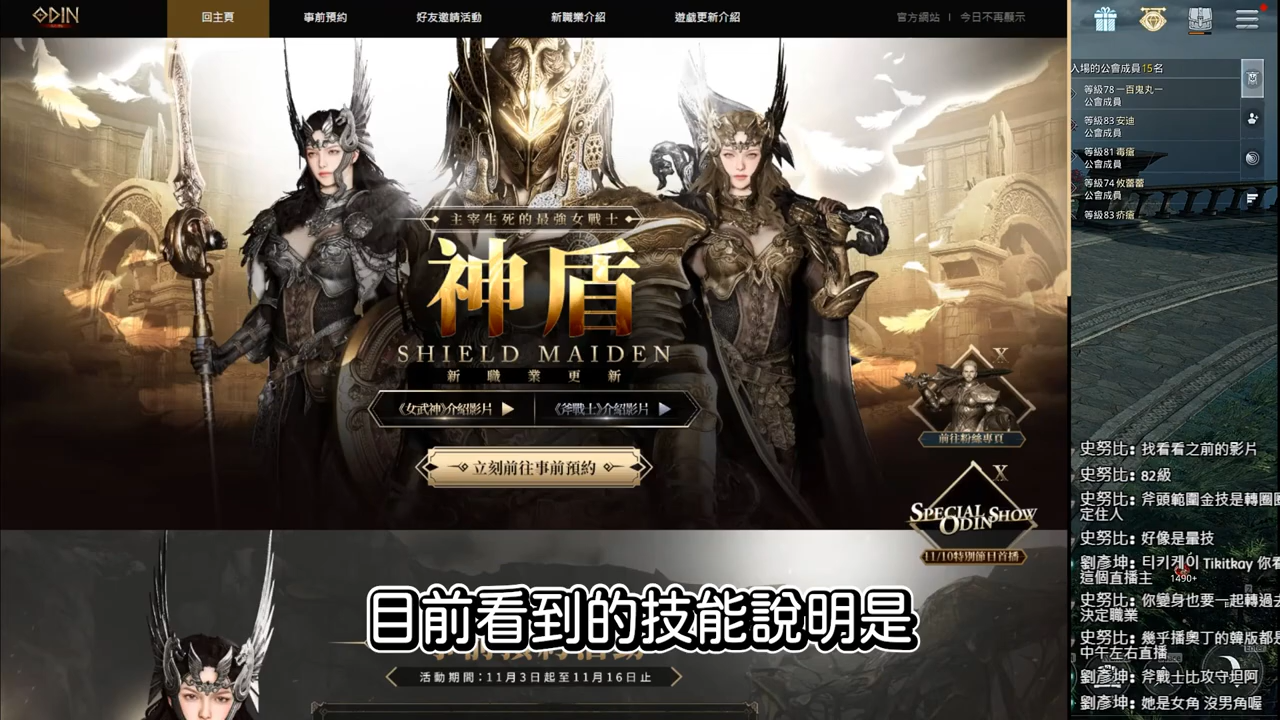 ODIN
回主頁
事前預約
好友邀請活動
新職業介紹
遊戲更新介紹
官方網站 | 今日不再顯示
主宰生死的最強女戰士
神盾
SHIELD MAIDEN
新職業更新
《女武神》介紹影片
《斧戰士》介紹影片
立刻前往事前預約
X
前往粉絲專頁
X
SPECIAL ODIN SHOW
11/10特別節目首播
活動期間:11月3日起至11月16日止
目前看到的技能說明是
入場的公會成員15名
等級78一百鬼丸一
公會成員
等級83安迪
公會成員
等級81毒瘤
公會成員
等級74攸蕾蕾
公會成員
史努比: 找看看之前的影片
史努比: 82級
史努比: 斧頭範圍金技是轉圈圈
定住人
史努比: 好像是暈技
劉彥坤: 티키케이 Tikitkay 你看
這個直播主
1490+
史努比: 你變身也要一起轉過去
決定職業
史努比: 幾乎播奧丁的韓版都是
中午左右直播
劉彥坤: 斧戰士比攻守坦阿
劉彥坤: 她是女角 沒男角喔